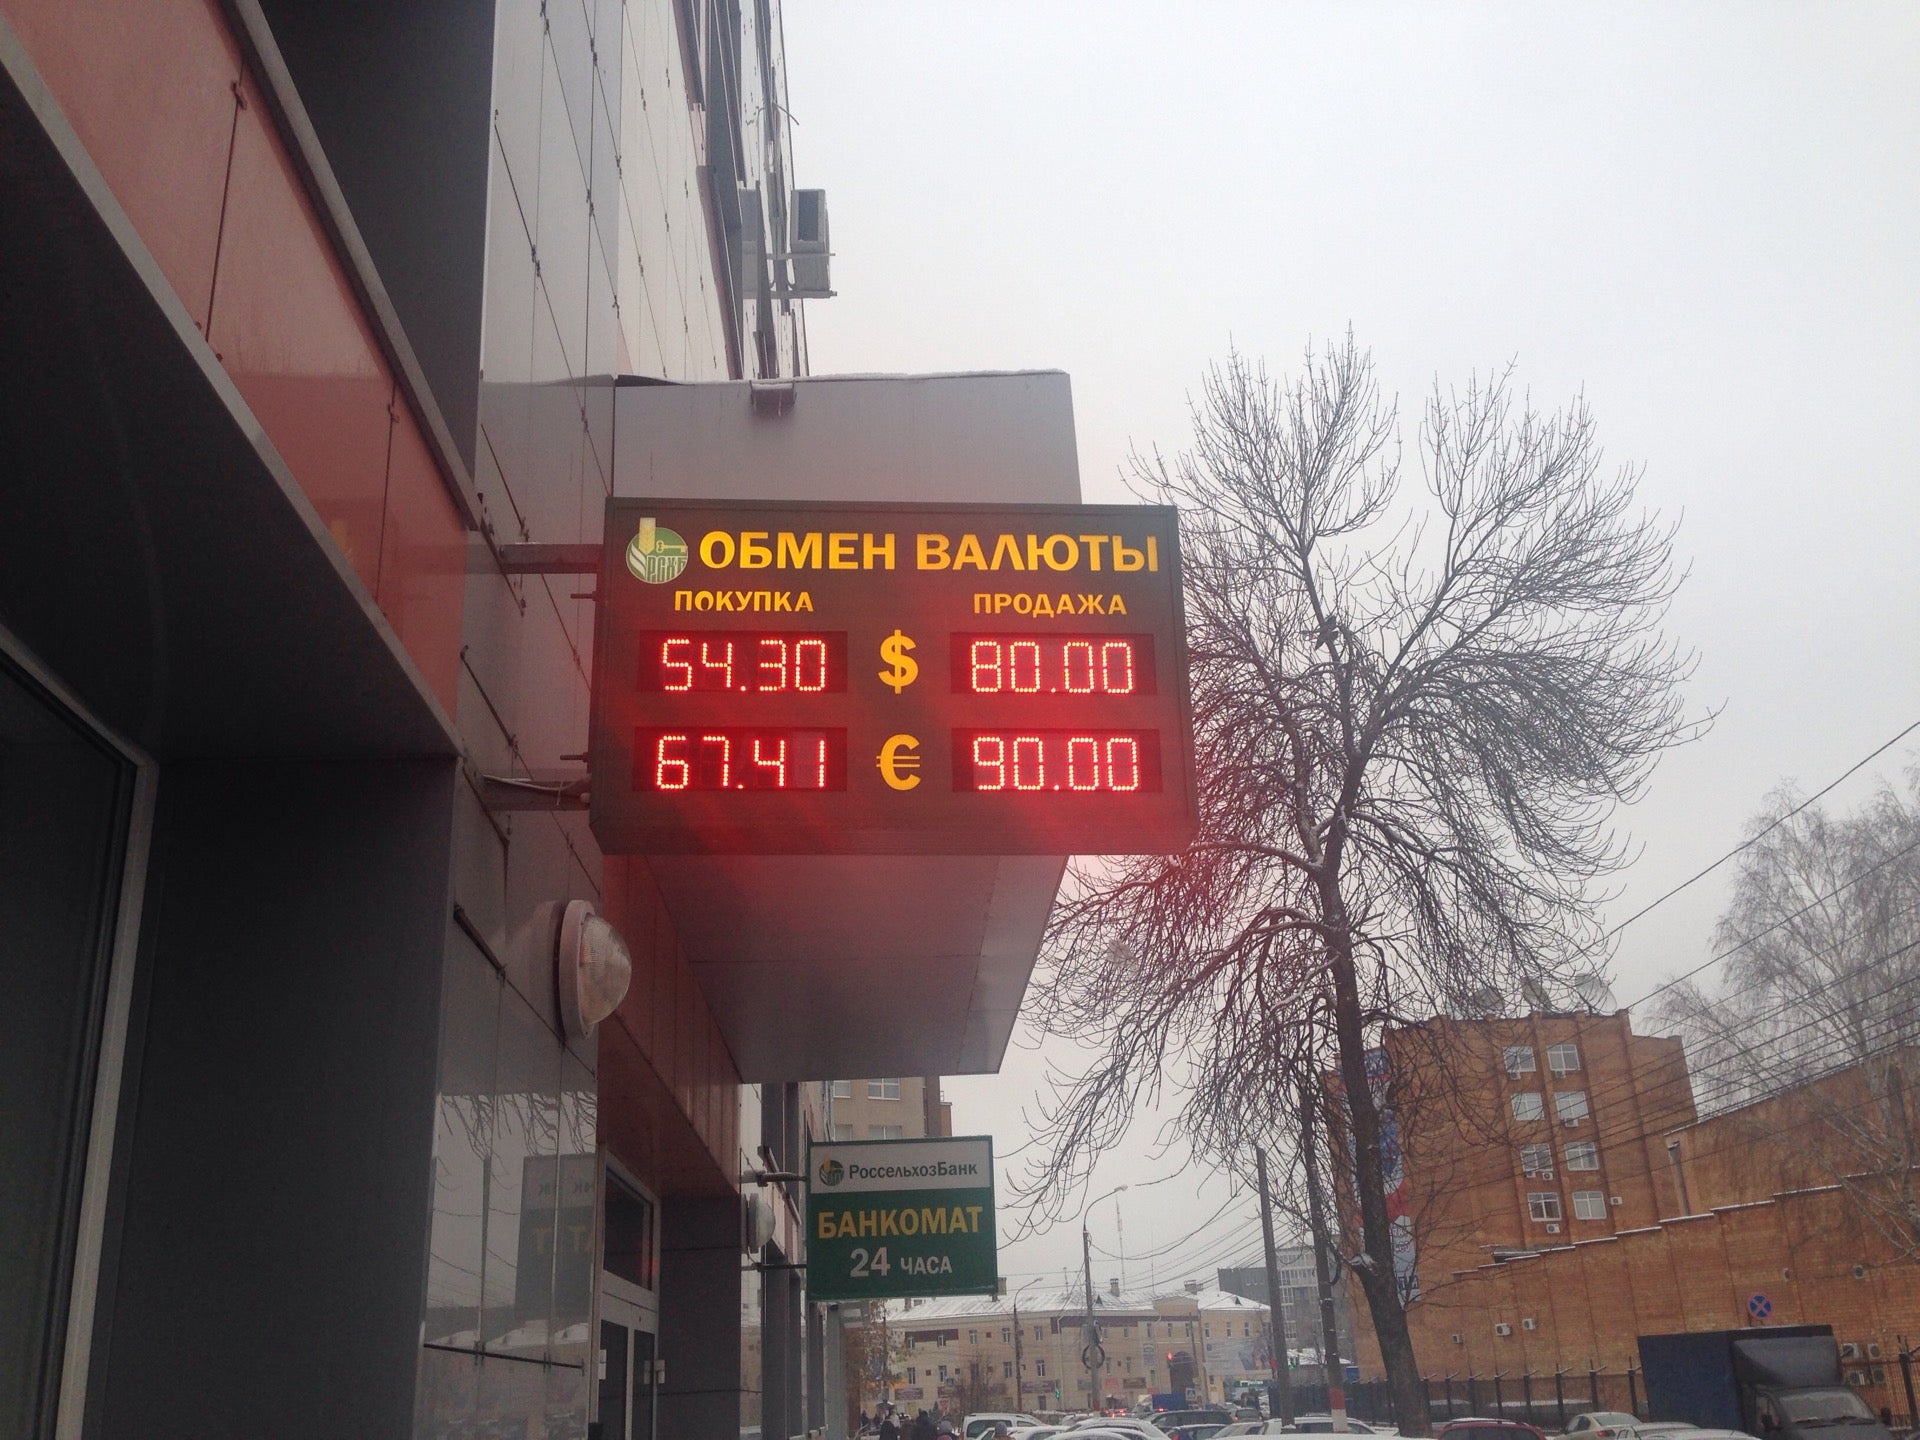 ОБМЕН ВАЛЮТЫ
РСХБ
ПОКУПКА ПРОДАЖА
54.30 $ 80.00
67.41 € 90.00
РоссельхозБанк
БАНКОМАТ
24 ЧАСА